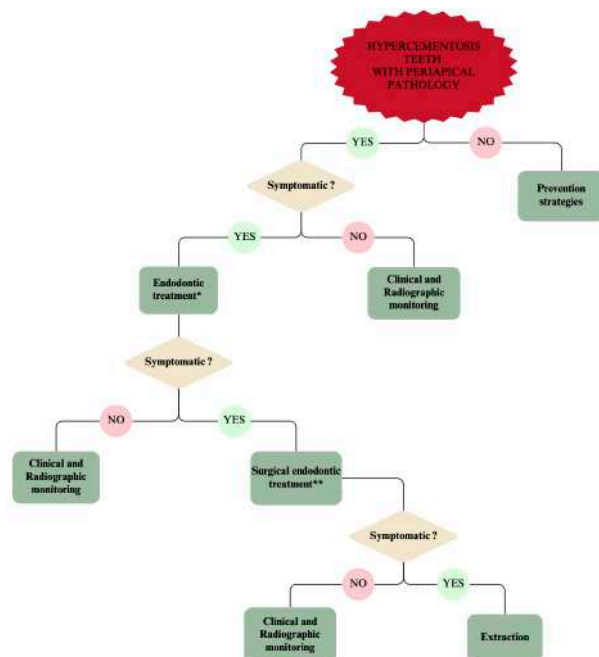 HYPERCEMENTOSIS
TEETH
WITH PERIAPICAL
PATHOLOGY
YES
NO
Symptomatic ?
Prevention
strategies
YES
NO
Endodontic
treatment*
Clinical and
Radiographic
monitoring
Symptomatic ?
NO
YES
Clinical and
Radiographic
monitoring
Surgical endodontic
treatment**
Symptomatic ?
NO
YES
Clinical and
Radiographic
monitoring
Extraction